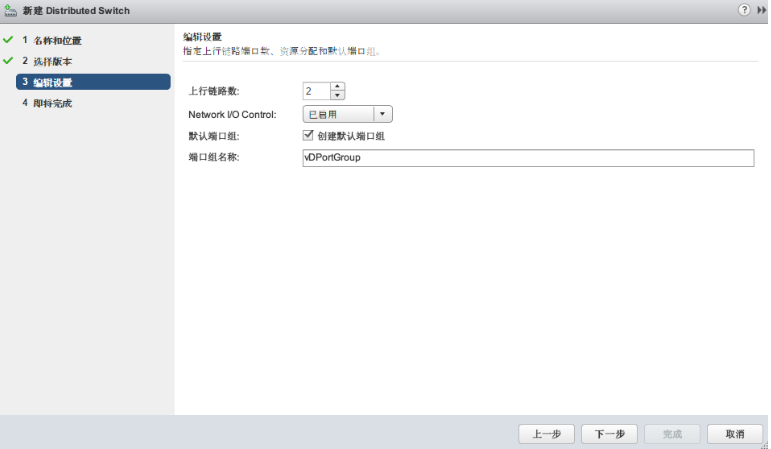 新建 Distributed Switch
?
1 名称和位置
2 选择版本
3 编辑设置
4 即将完成
编辑设置
指定上行链路端口数、资源分配和默认端口组。
上行链路数: 2
Network I/O Control: 已启用
默认端口组: 创建默认端口组
端口组名称: vDPortGroup
上一步 下一步 完成 取消